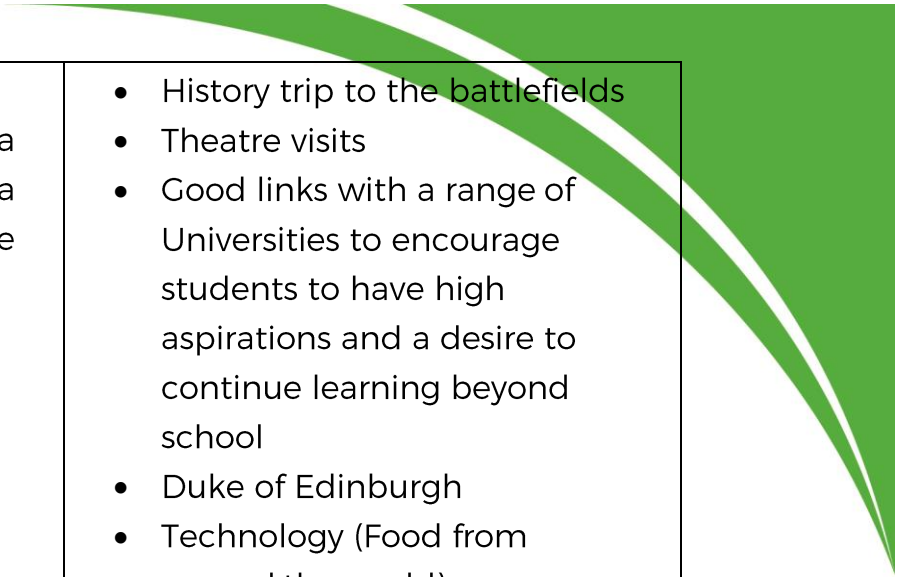 • History trip to the battlefields
a • Theatre visits
a • Good links with a range of
e Universities to encourage
students to have high
aspirations and a desire to
continue learning beyond
school
• Duke of Edinburgh
• Technology (Food from